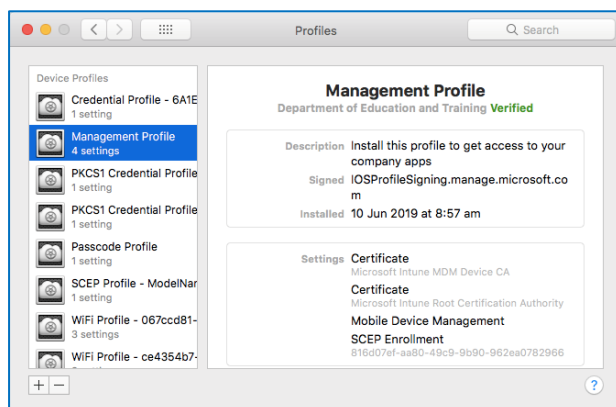 Profiles
Search
Device Profiles
Credential Profile - 6A1E
1 setting
Management Profile
4 settings
PKCS1 Credential Profile
1 setting
PKCS1 Credential Profile
1 setting
Passcode Profile
1 setting
SCEP Profile - ModelNar
1 setting
WiFi Profile - 067ccd81-
3 settings
WiFi Profile - ce4354b7-
Management Profile
Department of Education and Training Verified
Description Install this profile to get access to your
company apps
Signed IOSProfileSigning.manage.microsoft.co
m
Installed 10 Jun 2019 at 8:57 am
Settings Certificate
Microsoft Intune MDM Device CA
Certificate
Microsoft Intune Root Certification Authority
Mobile Device Management
SCEP Enrollment
816d07ef-aa80-49c9-9b90-962ea0782966
+ −
?